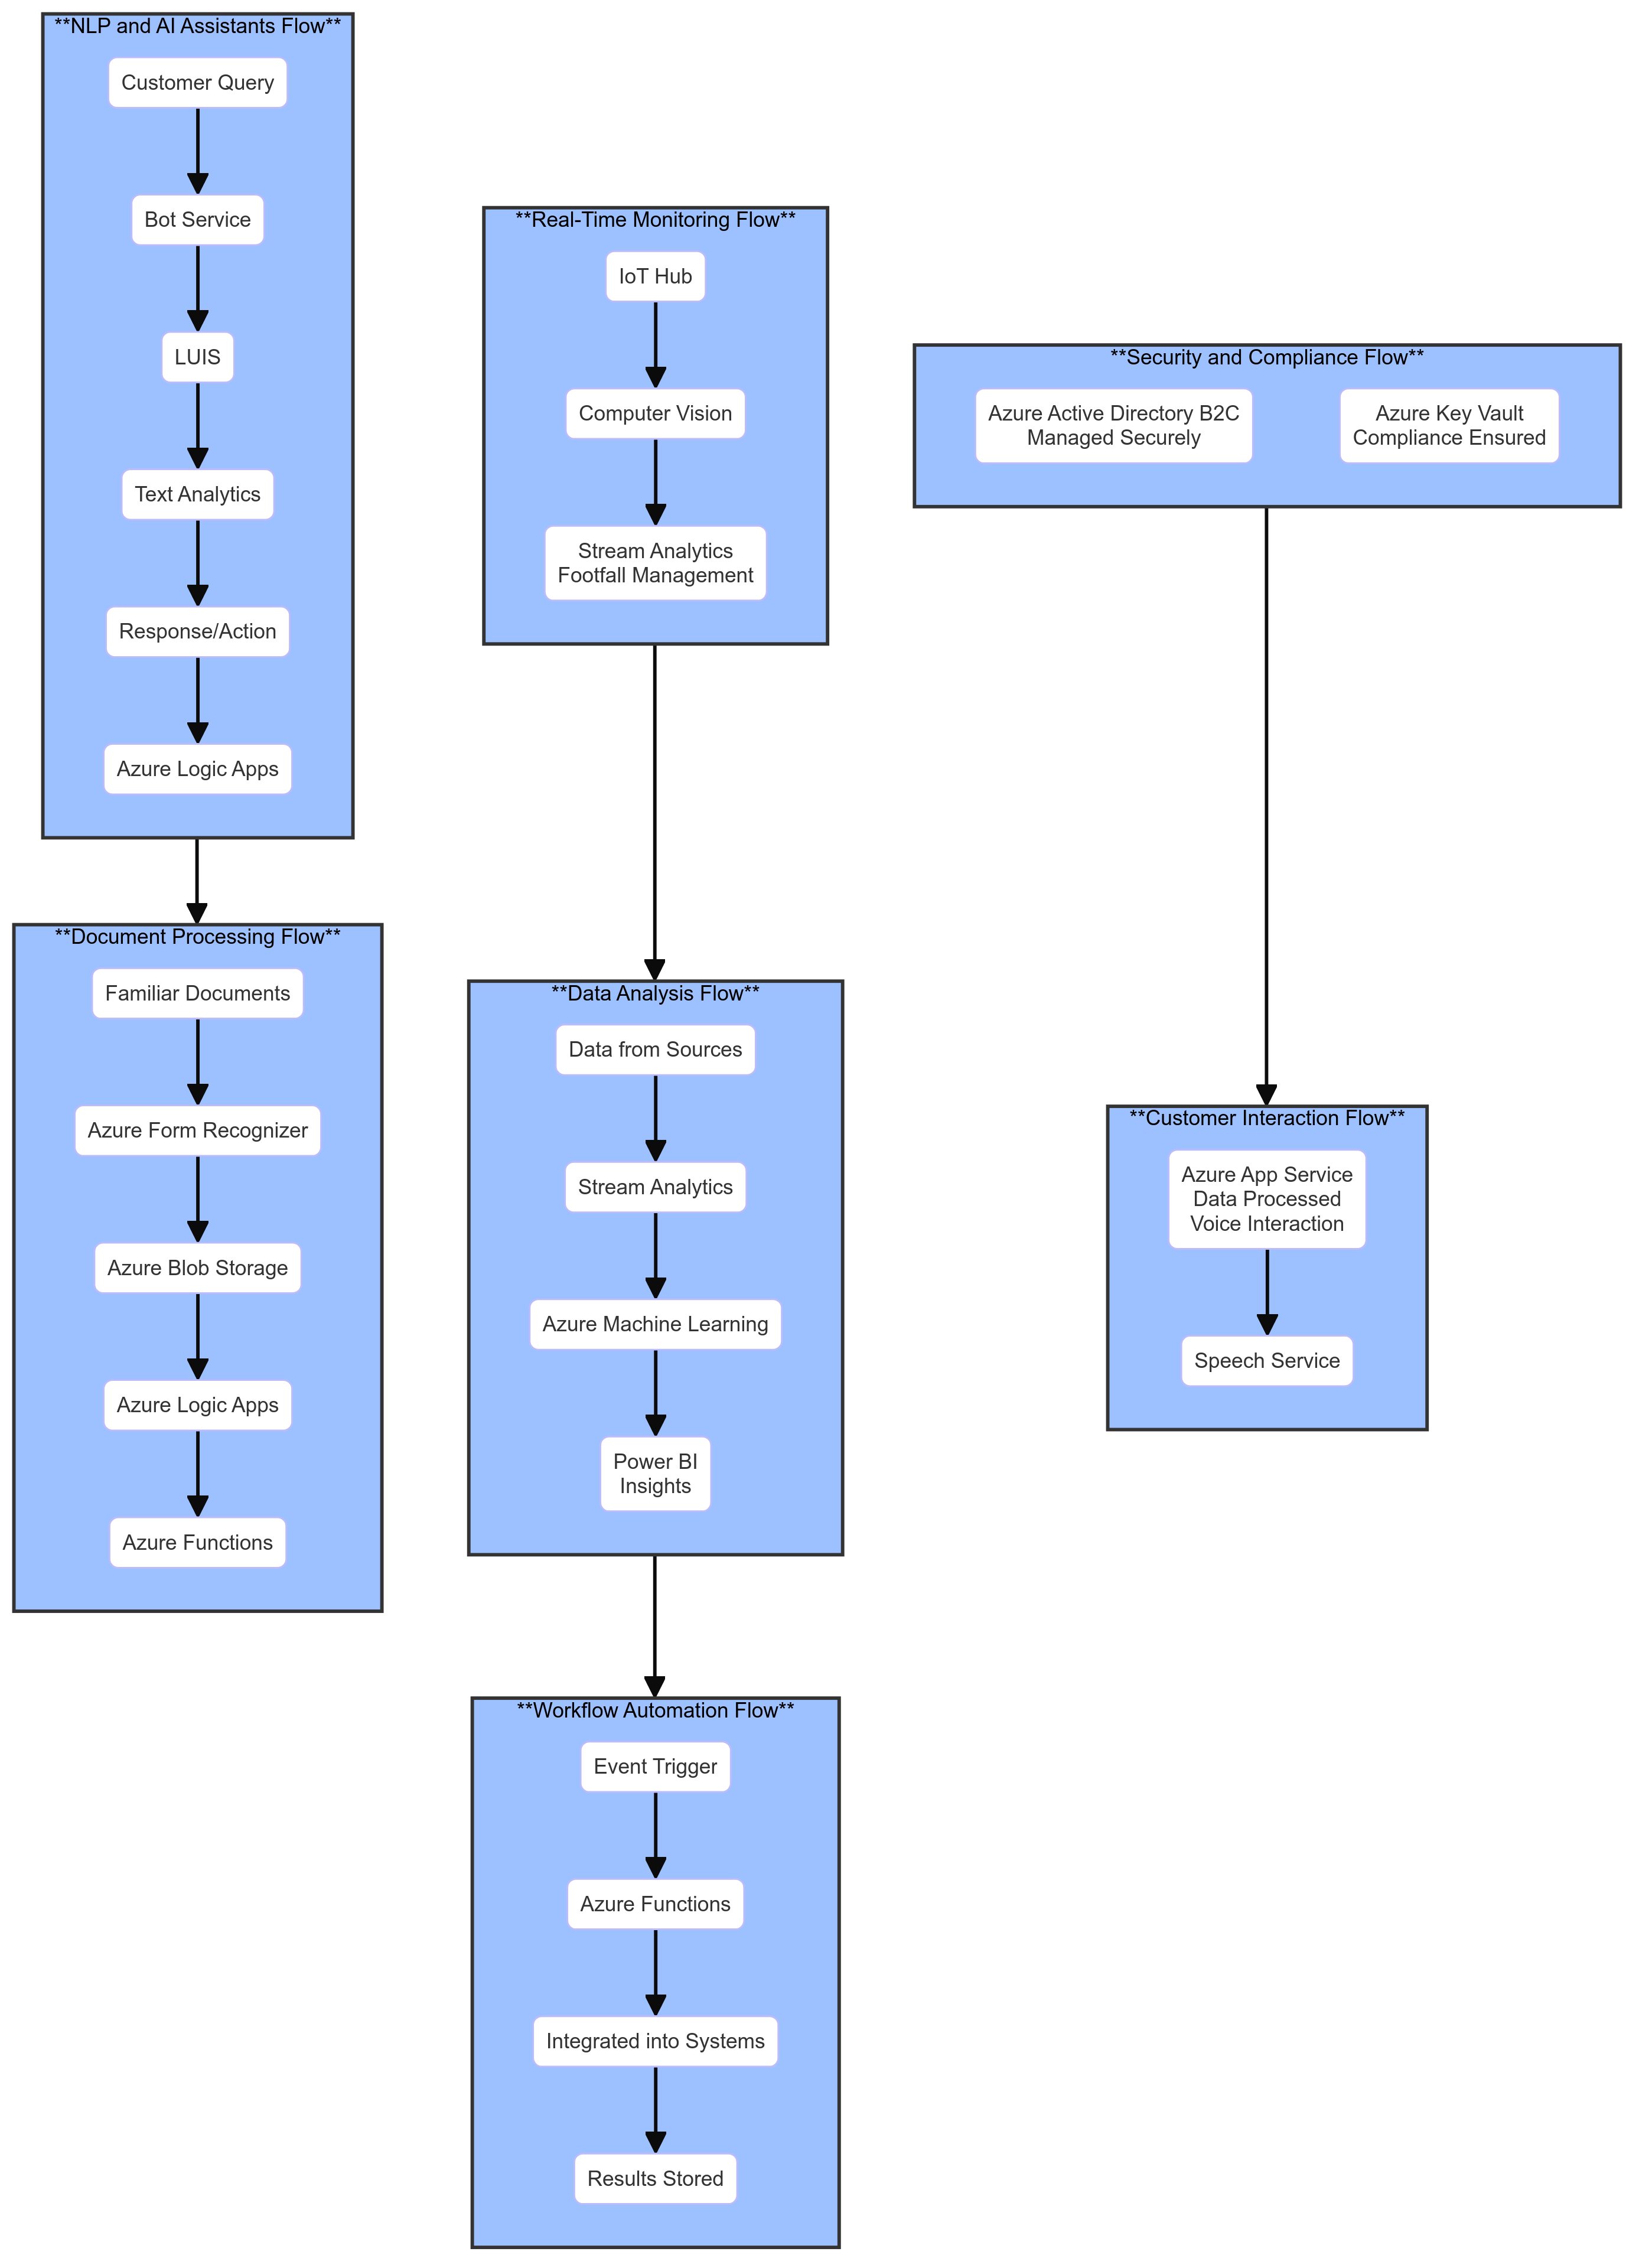 **NLP and AI Assistants Flow**
Customer Query
Bot Service
LUIS
Text Analytics
Response/Action
Azure Logic Apps
**Document Processing Flow**
Familiar Documents
Azure Form Recognizer
Azure Blob Storage
Azure Logic Apps
Azure Functions
**Real-Time Monitoring Flow**
IoT Hub
Computer Vision
Stream Analytics
Footfall Management
**Data Analysis Flow**
Data from Sources
Stream Analytics
Azure Machine Learning
Power BI
Insights
**Workflow Automation Flow**
Event Trigger
Azure Functions
Integrated into Systems
Results Stored
**Security and Compliance Flow**
Azure Active Directory B2C
Managed Securely
Azure Key Vault
Compliance Ensured
**Customer Interaction Flow**
Azure App Service
Data Processed
Voice Interaction
Speech Service